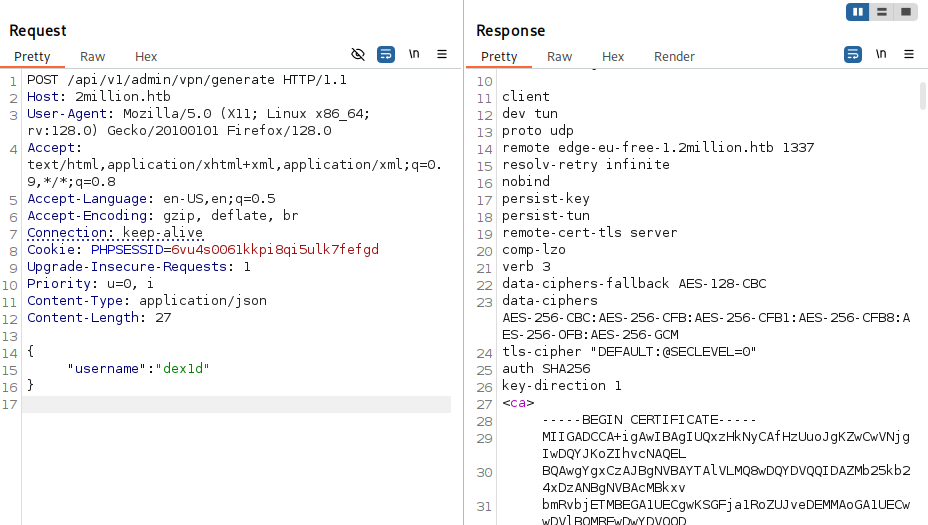 Request
Pretty Raw Hex
\n
1 POST /api/v1/admin/vpn/generate HTTP/1.1
2 Host: 2million.htb
3 User-Agent: Mozilla/5.0 (X11; Linux x86_64;
rv:128.0) Gecko/20100101 Firefox/128.0
4 Accept:
text/html,application/xhtml+xml,application/xml;q=0.
9,*/*;q=0.8
5 Accept-Language: en-US,en;q=0.5
6 Accept-Encoding: gzip, deflate, br
7 Connection: keep-alive
8 Cookie: PHPSESSID=6vu4s0061kkpi8qi5ulk7fefgd
9 Upgrade-Insecure-Requests: 1
10 Priority: u=0, i
11 Content-Type: application/json
12 Content-Length: 27
13
14 {
15 "username":"dex1d"
16 }
17
Response
Pretty Raw Hex Render
\n
10
11 client
12 dev tun
13 proto udp
14 remote edge-eu-free-1.2million.htb 1337
15 resolv-retry infinite
16 nobind
17 persist-key
18 persist-tun
19 remote-cert-tls server
20 comp-lzo
21 verb 3
22 data-ciphers-fallback AES-128-CBC
23 data-ciphers
AES-256-CBC:AES-256-CFB:AES-256-CFB1:AES-256-CFB8:A
ES-256-OFB:AES-256-GCM
24 tls-cipher "DEFAULT:@SECLEVEL=0"
25 auth SHA256
26 key-direction 1
27 <ca>
28 -----BEGIN CERTIFICATE-----
29 MIIGADCCA+igAwIBAgIUQxzHkNyCAfHzUuoJgKZwCwVNjg
IwDQYJKoZIhvcNAQEL
30 BQAwgYgxCzAJBgNVBAYTAlVLMQ8wDQYDVQQIDAZMb25kb2
4xDzANBgNVBAcMBkxv
31 bmRvbjETMBEGA1UECgwKSGFja1RoZUJveDEMMAoGA1UECw